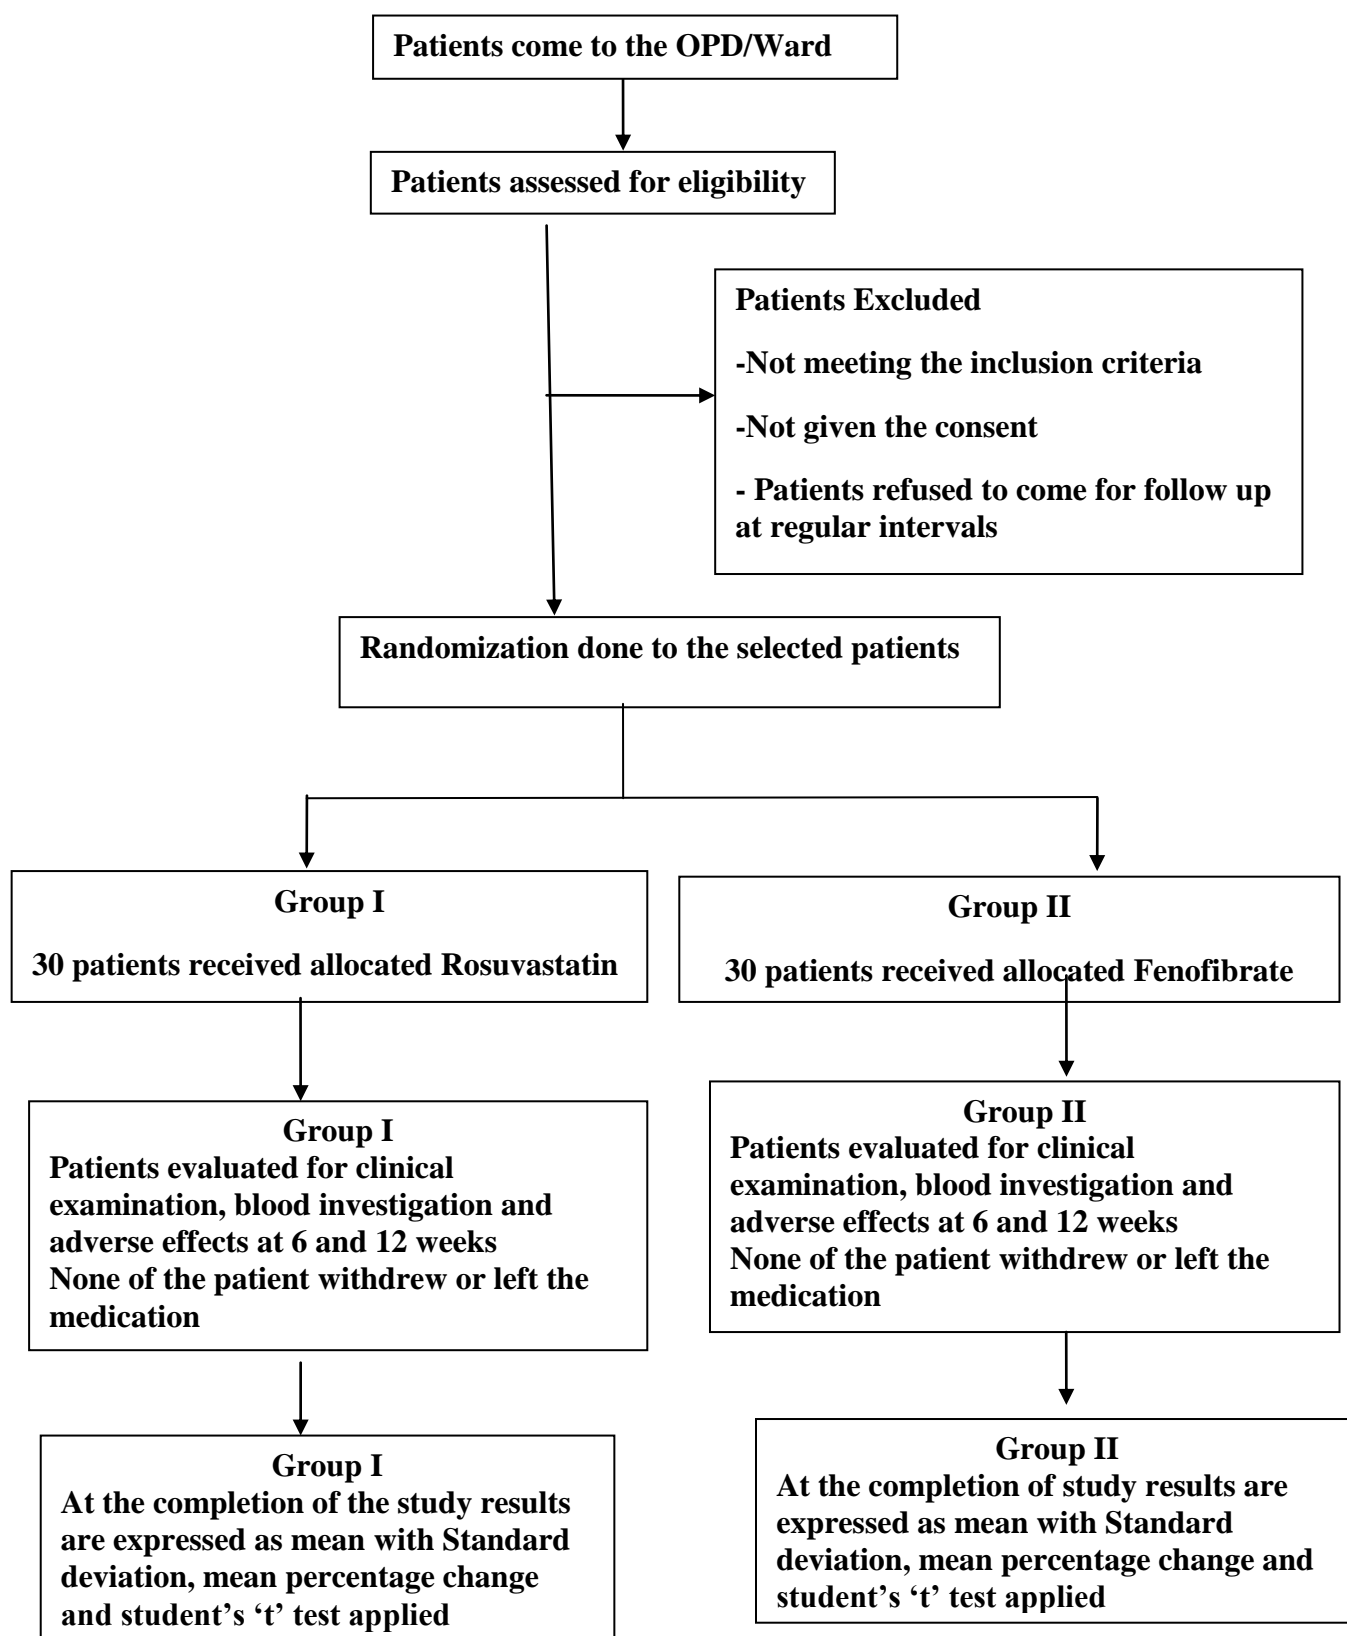 Patients come to the OPD/Ward
Patients assessed for eligibility
Patients Excluded
-Not meeting the inclusion criteria
-Not given the consent
- Patients refused to come for follow up
at regular intervals
Randomization done to the selected patients
Group I
30 patients received allocated Rosuvastatin
Group II
30 patients received allocated Fenofibrate
Group I
Patients evaluated for clinical
examination, blood investigation and
adverse effects at 6 and 12 weeks
None of the patient withdrew or left the
medication
Group II
Patients evaluated for clinical
examination, blood investigation and
adverse effects at 6 and 12 weeks
None of the patient withdrew or left the
medication
Group I
At the completion of the study results
are expressed as mean with Standard
deviation, mean percentage change
and student’s ‘t’ test applied
Group II
At the completion of study results are
expressed as mean with Standard
deviation, mean percentage change and
student’s ‘t’ test applied